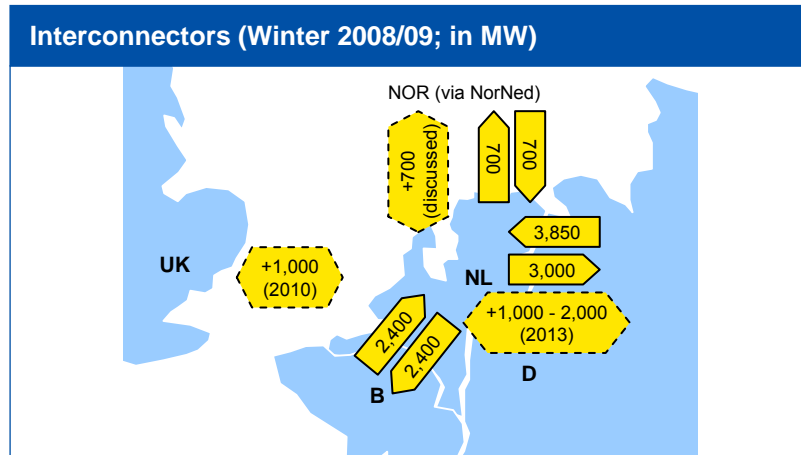 Interconnectors (Winter 2008/09; in MW)
NOR (via NorNed)
+700
(discussed)
700
700
3,850
UK
+1,000
(2010)
NL
3,000
+1,000 - 2,000
(2013)
2,400
2,400
B
D